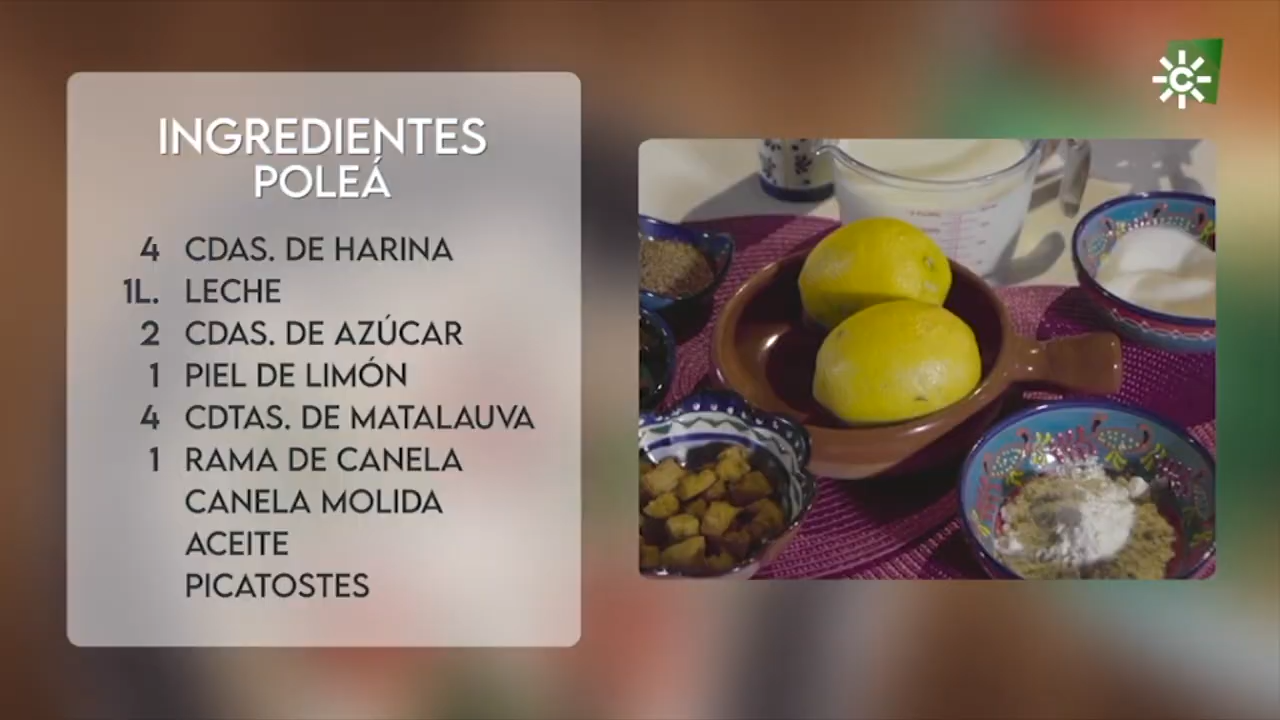 INGREDIENTES
POLEÁ
4 CDAS. DE HARINA
1L. LECHE
2 CDAS. DE AZÚCAR
1 PIEL DE LIMÓN
4 CDTAS. DE MATALAUVA
1 RAMA DE CANELA
CANELA MOLIDA
ACEITE
PICATOSTES